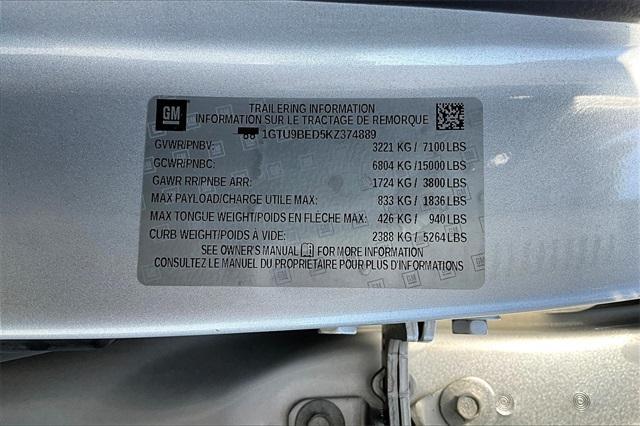 GM
TRAILERING INFORMATION
INFORMATION SUR LE TRACTAGE DE REMORQUE
88 1GTU9BED5KZ374889
GVWR/PNBV: 3221 KG / 7100 LBS
GCWR/PNBC: 6804 KG /15000 LBS
GAWR RR/PNBE ARR: 1724 KG / 3800 LBS
MAX PAYLOAD/CHARGE UTILE MAX: 833 KG / 1836 LBS
MAX TONGUE WEIGHT/POIDS EN FLÈCHE MAX: 426 KG / 940 LBS
CURB WEIGHT/POIDS À VIDE: 2388 KG / 5264 LBS
SEE OWNER'S MANUAL FOR MORE INFORMATION
CONSULTEZ LE MANUEL DU PROPRIÉTAIRE POUR PLUS D'INFORMATIONS